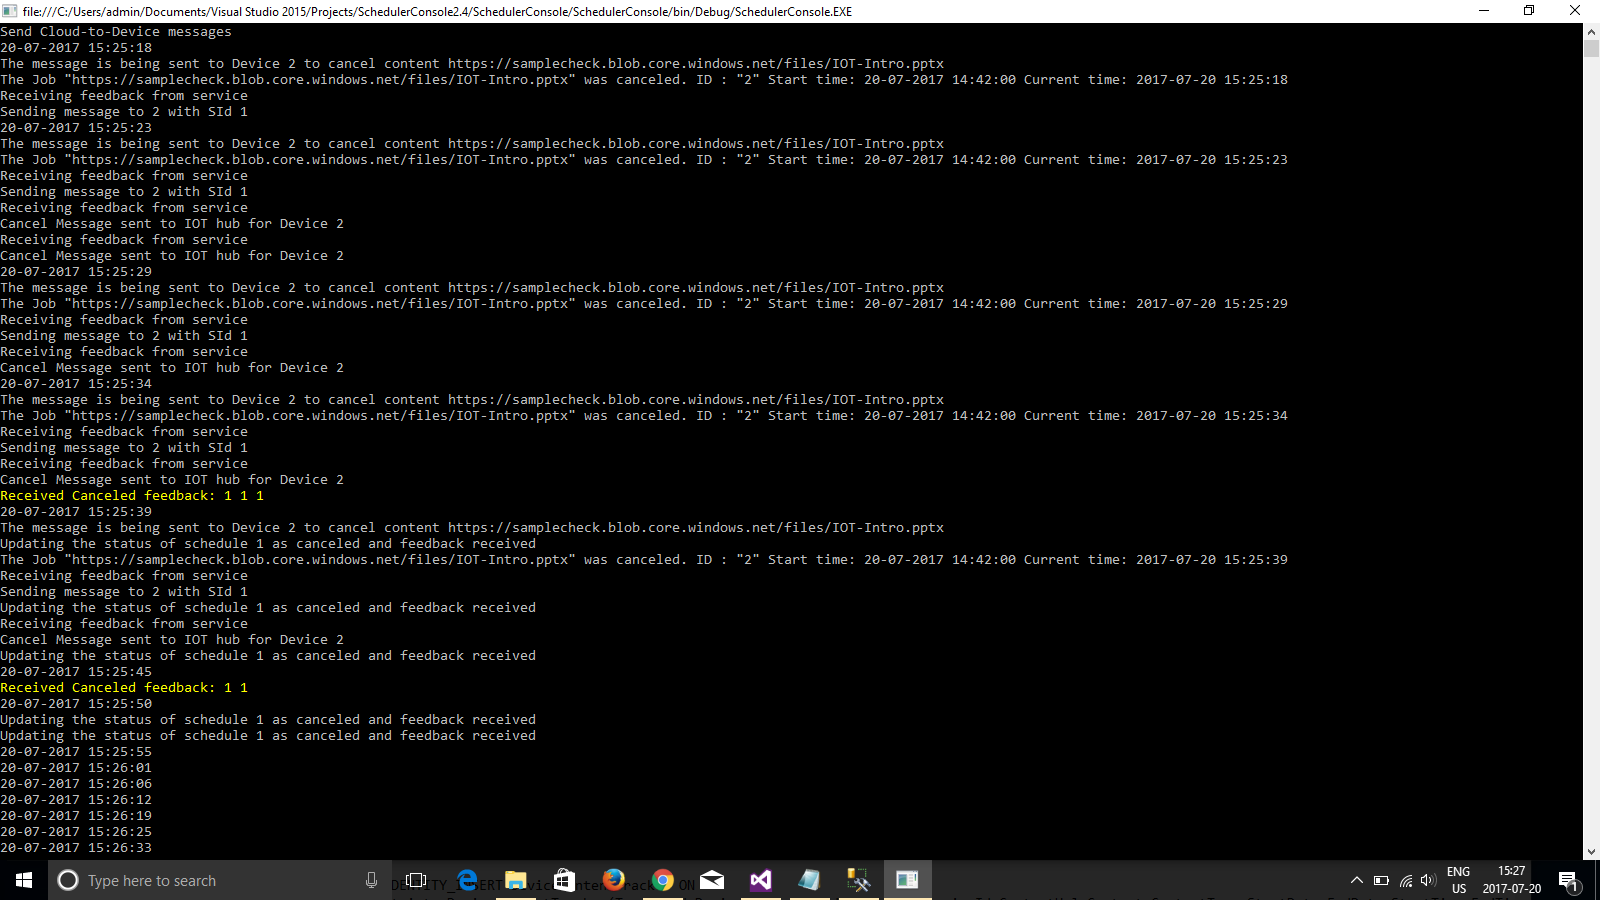 file:///C:/Users/admin/Documents/Visual Studio 2015/Projects/SchedulerConsole2.4/SchedulerConsole/SchedulerConsole/bin/Debug/SchedulerConsole.EXE
Send Cloud-to-Device messages
20-07-2017 15:25:18
The message is being sent to Device 2 to cancel content https://samplecheck.blob.core.windows.net/files/IOT-Intro.pptx
The Job "https://samplecheck.blob.core.windows.net/files/IOT-Intro.pptx" was canceled. ID : "2" Start time: 20-07-2017 14:42:00 Current time: 2017-07-20 15:25:18
Receiving feedback from service
Sending message to 2 with SId 1
20-07-2017 15:25:23
The message is being sent to Device 2 to cancel content https://samplecheck.blob.core.windows.net/files/IOT-Intro.pptx
The Job "https://samplecheck.blob.core.windows.net/files/IOT-Intro.pptx" was canceled. ID : "2" Start time: 20-07-2017 14:42:00 Current time: 2017-07-20 15:25:23
Receiving feedback from service
Sending message to 2 with SId 1
Receiving feedback from service
Cancel Message sent to IOT hub for Device 2
Receiving feedback from service
Cancel Message sent to IOT hub for Device 2
20-07-2017 15:25:29
The message is being sent to Device 2 to cancel content https://samplecheck.blob.core.windows.net/files/IOT-Intro.pptx
The Job "https://samplecheck.blob.core.windows.net/files/IOT-Intro.pptx" was canceled. ID : "2" Start time: 20-07-2017 14:42:00 Current time: 2017-07-20 15:25:29
Receiving feedback from service
Sending message to 2 with SId 1
Receiving feedback from service
Cancel Message sent to IOT hub for Device 2
20-07-2017 15:25:34
The message is being sent to Device 2 to cancel content https://samplecheck.blob.core.windows.net/files/IOT-Intro.pptx
The Job "https://samplecheck.blob.core.windows.net/files/IOT-Intro.pptx" was canceled. ID : "2" Start time: 20-07-2017 14:42:00 Current time: 2017-07-20 15:25:34
Receiving feedback from service
Sending message to 2 with SId 1
Receiving feedback from service
Cancel Message sent to IOT hub for Device 2
Received Canceled feedback: 1 1 1
20-07-2017 15:25:39
The message is being sent to Device 2 to cancel content https://samplecheck.blob.core.windows.net/files/IOT-Intro.pptx
Updating the status of schedule 1 as canceled and feedback received
The Job "https://samplecheck.blob.core.windows.net/files/IOT-Intro.pptx" was canceled. ID : "2" Start time: 20-07-2017 14:42:00 Current time: 2017-07-20 15:25:39
Receiving feedback from service
Sending message to 2 with SId 1
Updating the status of schedule 1 as canceled and feedback received
Receiving feedback from service
Cancel Message sent to IOT hub for Device 2
Updating the status of schedule 1 as canceled and feedback received
20-07-2017 15:25:45
Received Canceled feedback: 1 1
20-07-2017 15:25:50
Updating the status of schedule 1 as canceled and feedback received
Updating the status of schedule 1 as canceled and feedback received
20-07-2017 15:25:55
20-07-2017 15:26:01
20-07-2017 15:26:06
20-07-2017 15:26:12
20-07-2017 15:26:19
20-07-2017 15:26:25
20-07-2017 15:26:33
Type here to search
ON
ENG
US
15:27
2017-07-20
1